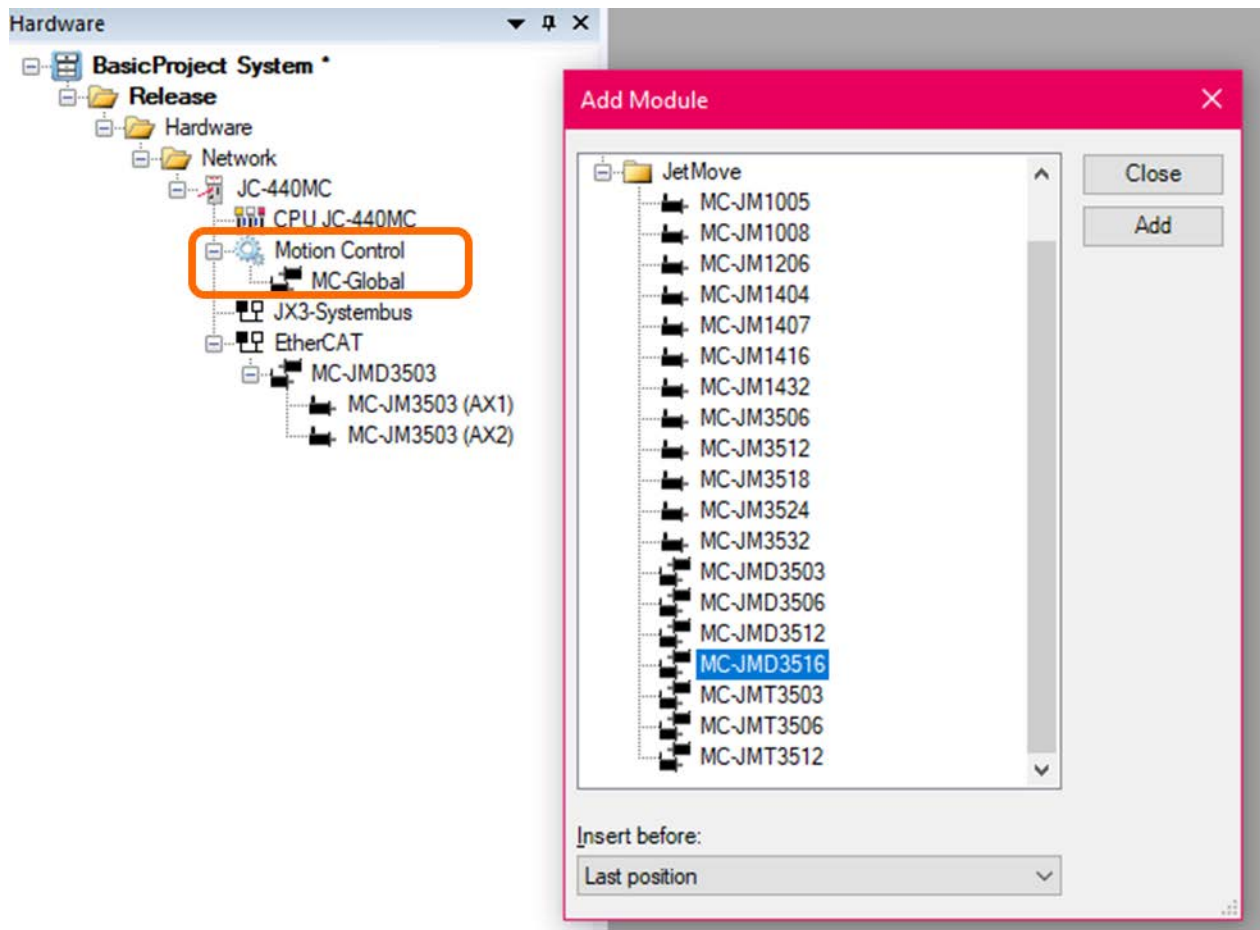 Hardware
BasicProject System *
Release
Hardware
Network
JC-440MC
CPU JC-440MC
Motion Control
MC-Global
JX3-Systembus
EtherCAT
MC-JMD3503
MC-JM3503 (AX1)
MC-JM3503 (AX2)
Add Module
JetMove
MC-JM1005
MC-JM1008
MC-JM1206
MC-JM1404
MC-JM1407
MC-JM1416
MC-JM1432
MC-JM3506
MC-JM3512
MC-JM3518
MC-JM3524
MC-JM3532
MC-JMD3503
MC-JMD3506
MC-JMD3512
MC-JMD3516
MC-JMT3503
MC-JMT3506
MC-JMT3512
Close
Add
Insert before:
Last position